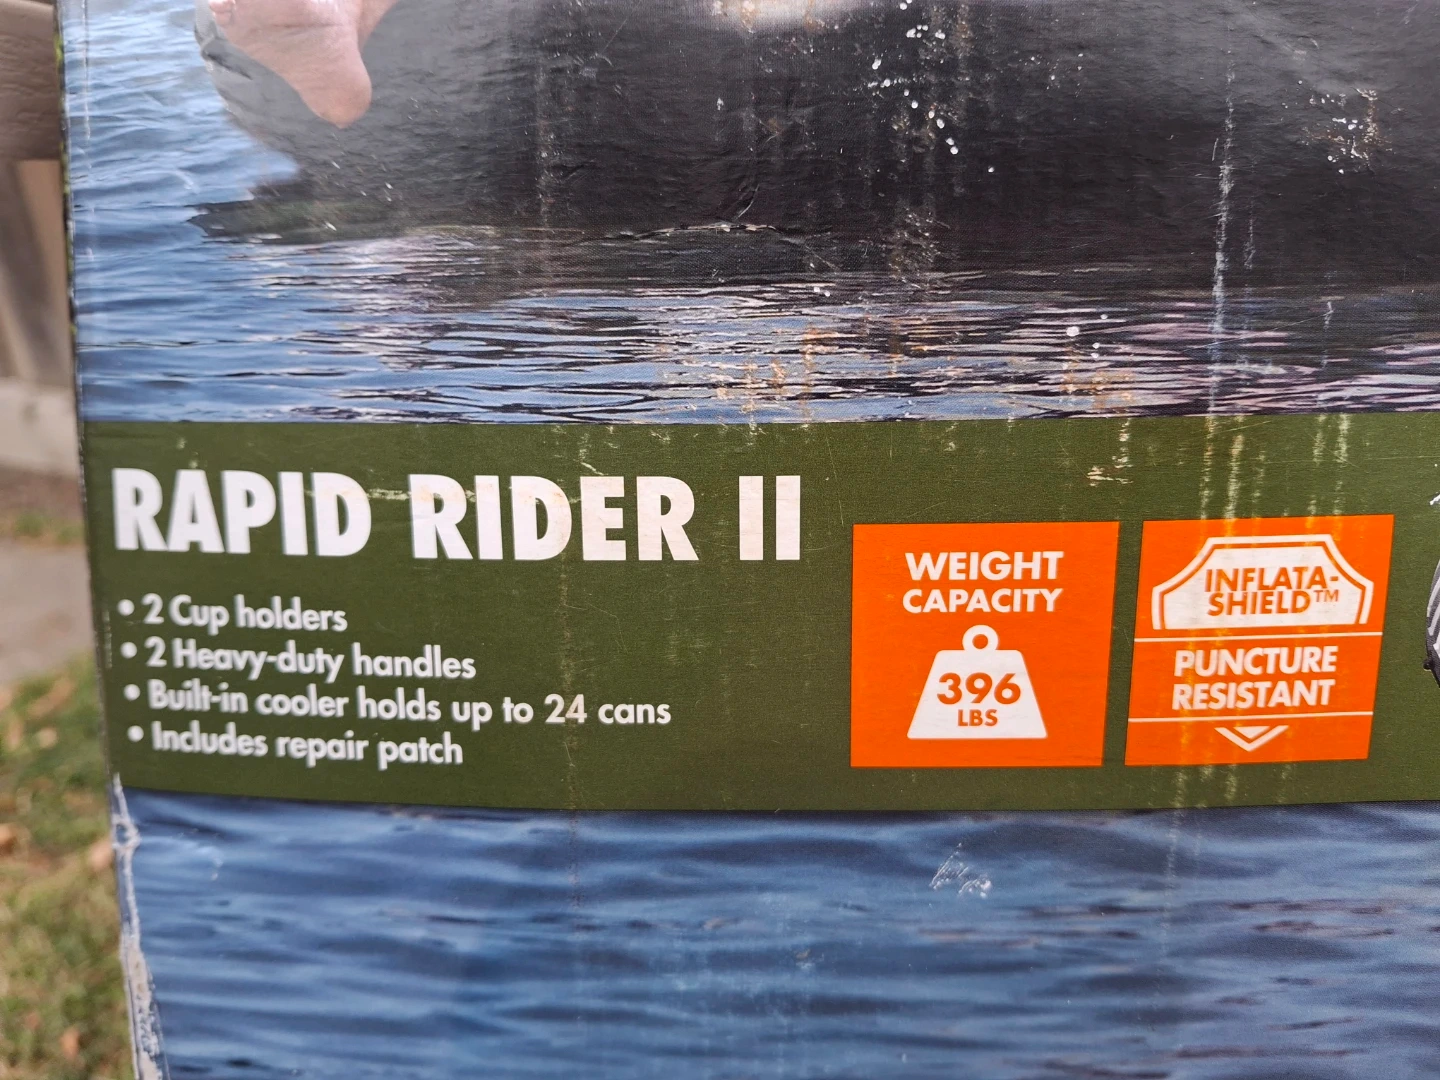 RAPID RIDER II
• 2 Cup holders
• 2 Heavy-duty handles
• Built-in cooler holds up to 24 cans
• Includes repair patch
WEIGHT
CAPACITY
396
LBS
INFLATA-
SHIELD™
PUNCTURE
RESISTANT